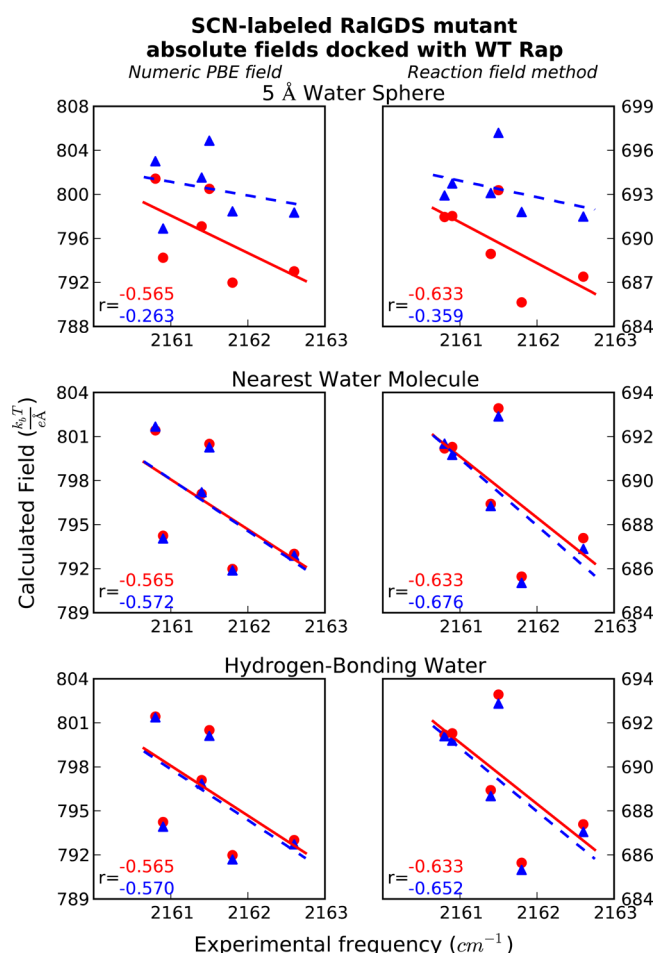 SCN-labeled RalGDS mutant
absolute fields docked with WT Rap
Numeric PBE field Reaction field method
5 Å Water Sphere
808
804
800
796
792
788
699
696
693
690
687
684
r=-0.565
-0.263
r=-0.633
-0.359
2161 2162 2163
2161 2162 2163
Nearest Water Molecule
804
801
798
795
792
789
694
692
690
688
686
684
r=-0.565
-0.572
r=-0.633
-0.676
2161 2162 2163
2161 2162 2163
Hydrogen-Bonding Water
804
801
798
795
792
789
694
692
690
688
686
684
r=-0.565
-0.570
r=-0.633
-0.652
2161 2162 2163
2161 2162 2163
Calculated Field (k_bT/eÅ)
Experimental frequency (cm⁻¹)